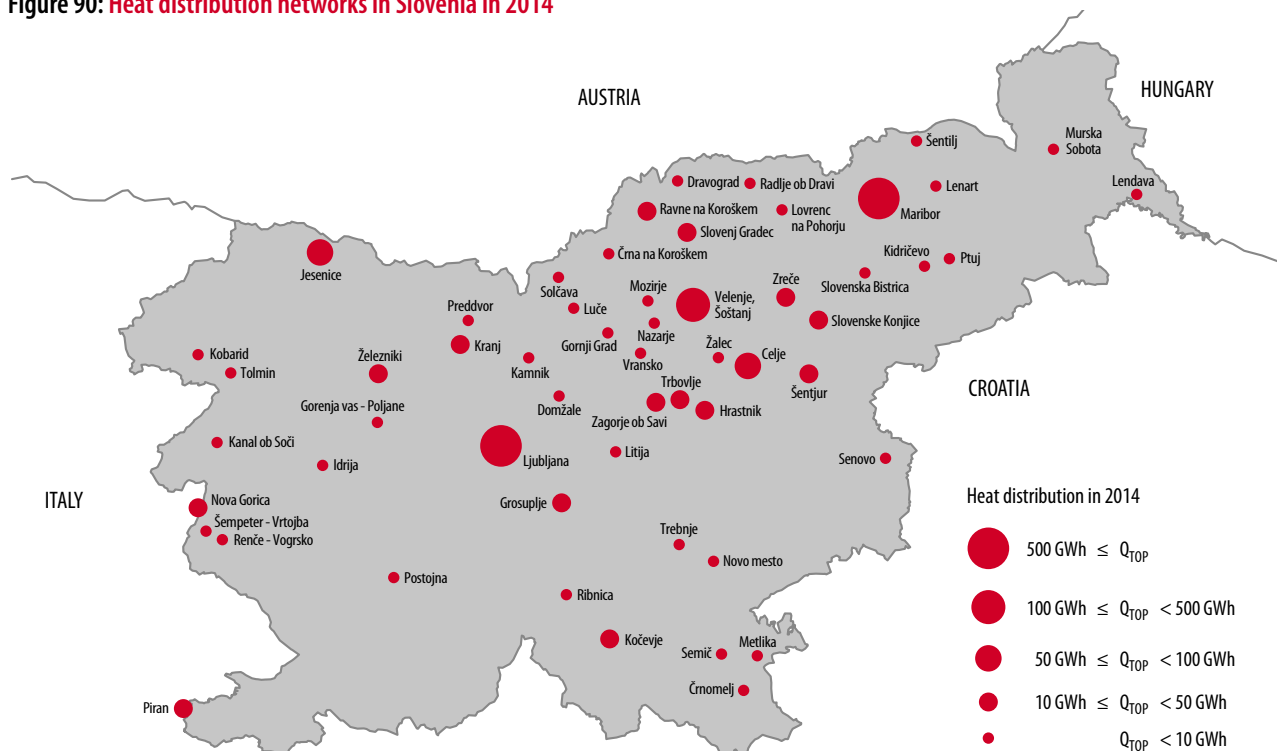 Figure 90: Heat distribution networks in Slovenia in 2014
AUSTRIA
HUNGARY
Šentilj
Murska
Sobota
Dravograd
Radlje ob Dravi
Lenart
Lendava
Ravne na Koroškem
Lovrenc
na Pohorju
Maribor
Slovenj Gradec
Črna na Koroškem
Kidričevo
Ptuj
Jesenice
Solčava
Mozirje
Velenje,
Šoštanj
Zreče
Slovenska Bistrica
Preddvor
Luče
Slovenske Konjice
Nazarje
Gornji Grad
Kranj
Kobarid
Železniki
Vransko
Žalec
Celje
Tolmin
Kamnik
Šentjur
CROATIA
Trbovlje
Gorenja vas - Poljane
Domžale
Zagorje ob Savi
Hrastnik
Kanal ob Soči
Ljubljana
Litija
Senovo
Idrija
ITALY
Nova Gorica
Grosuplje
Šempeter - Vrtojba
Renče - Vogrsko
Trebnje
Novo mesto
Postojna
Ribnica
Kočevje
Semič
Metlika
Črnomelj
Piran
Heat distribution in 2014
500 GWh ≤ QTOP
100 GWh ≤ QTOP < 500 GWh
50 GWh ≤ QTOP < 100 GWh
10 GWh ≤ QTOP < 50 GWh
QTOP < 10 GWh